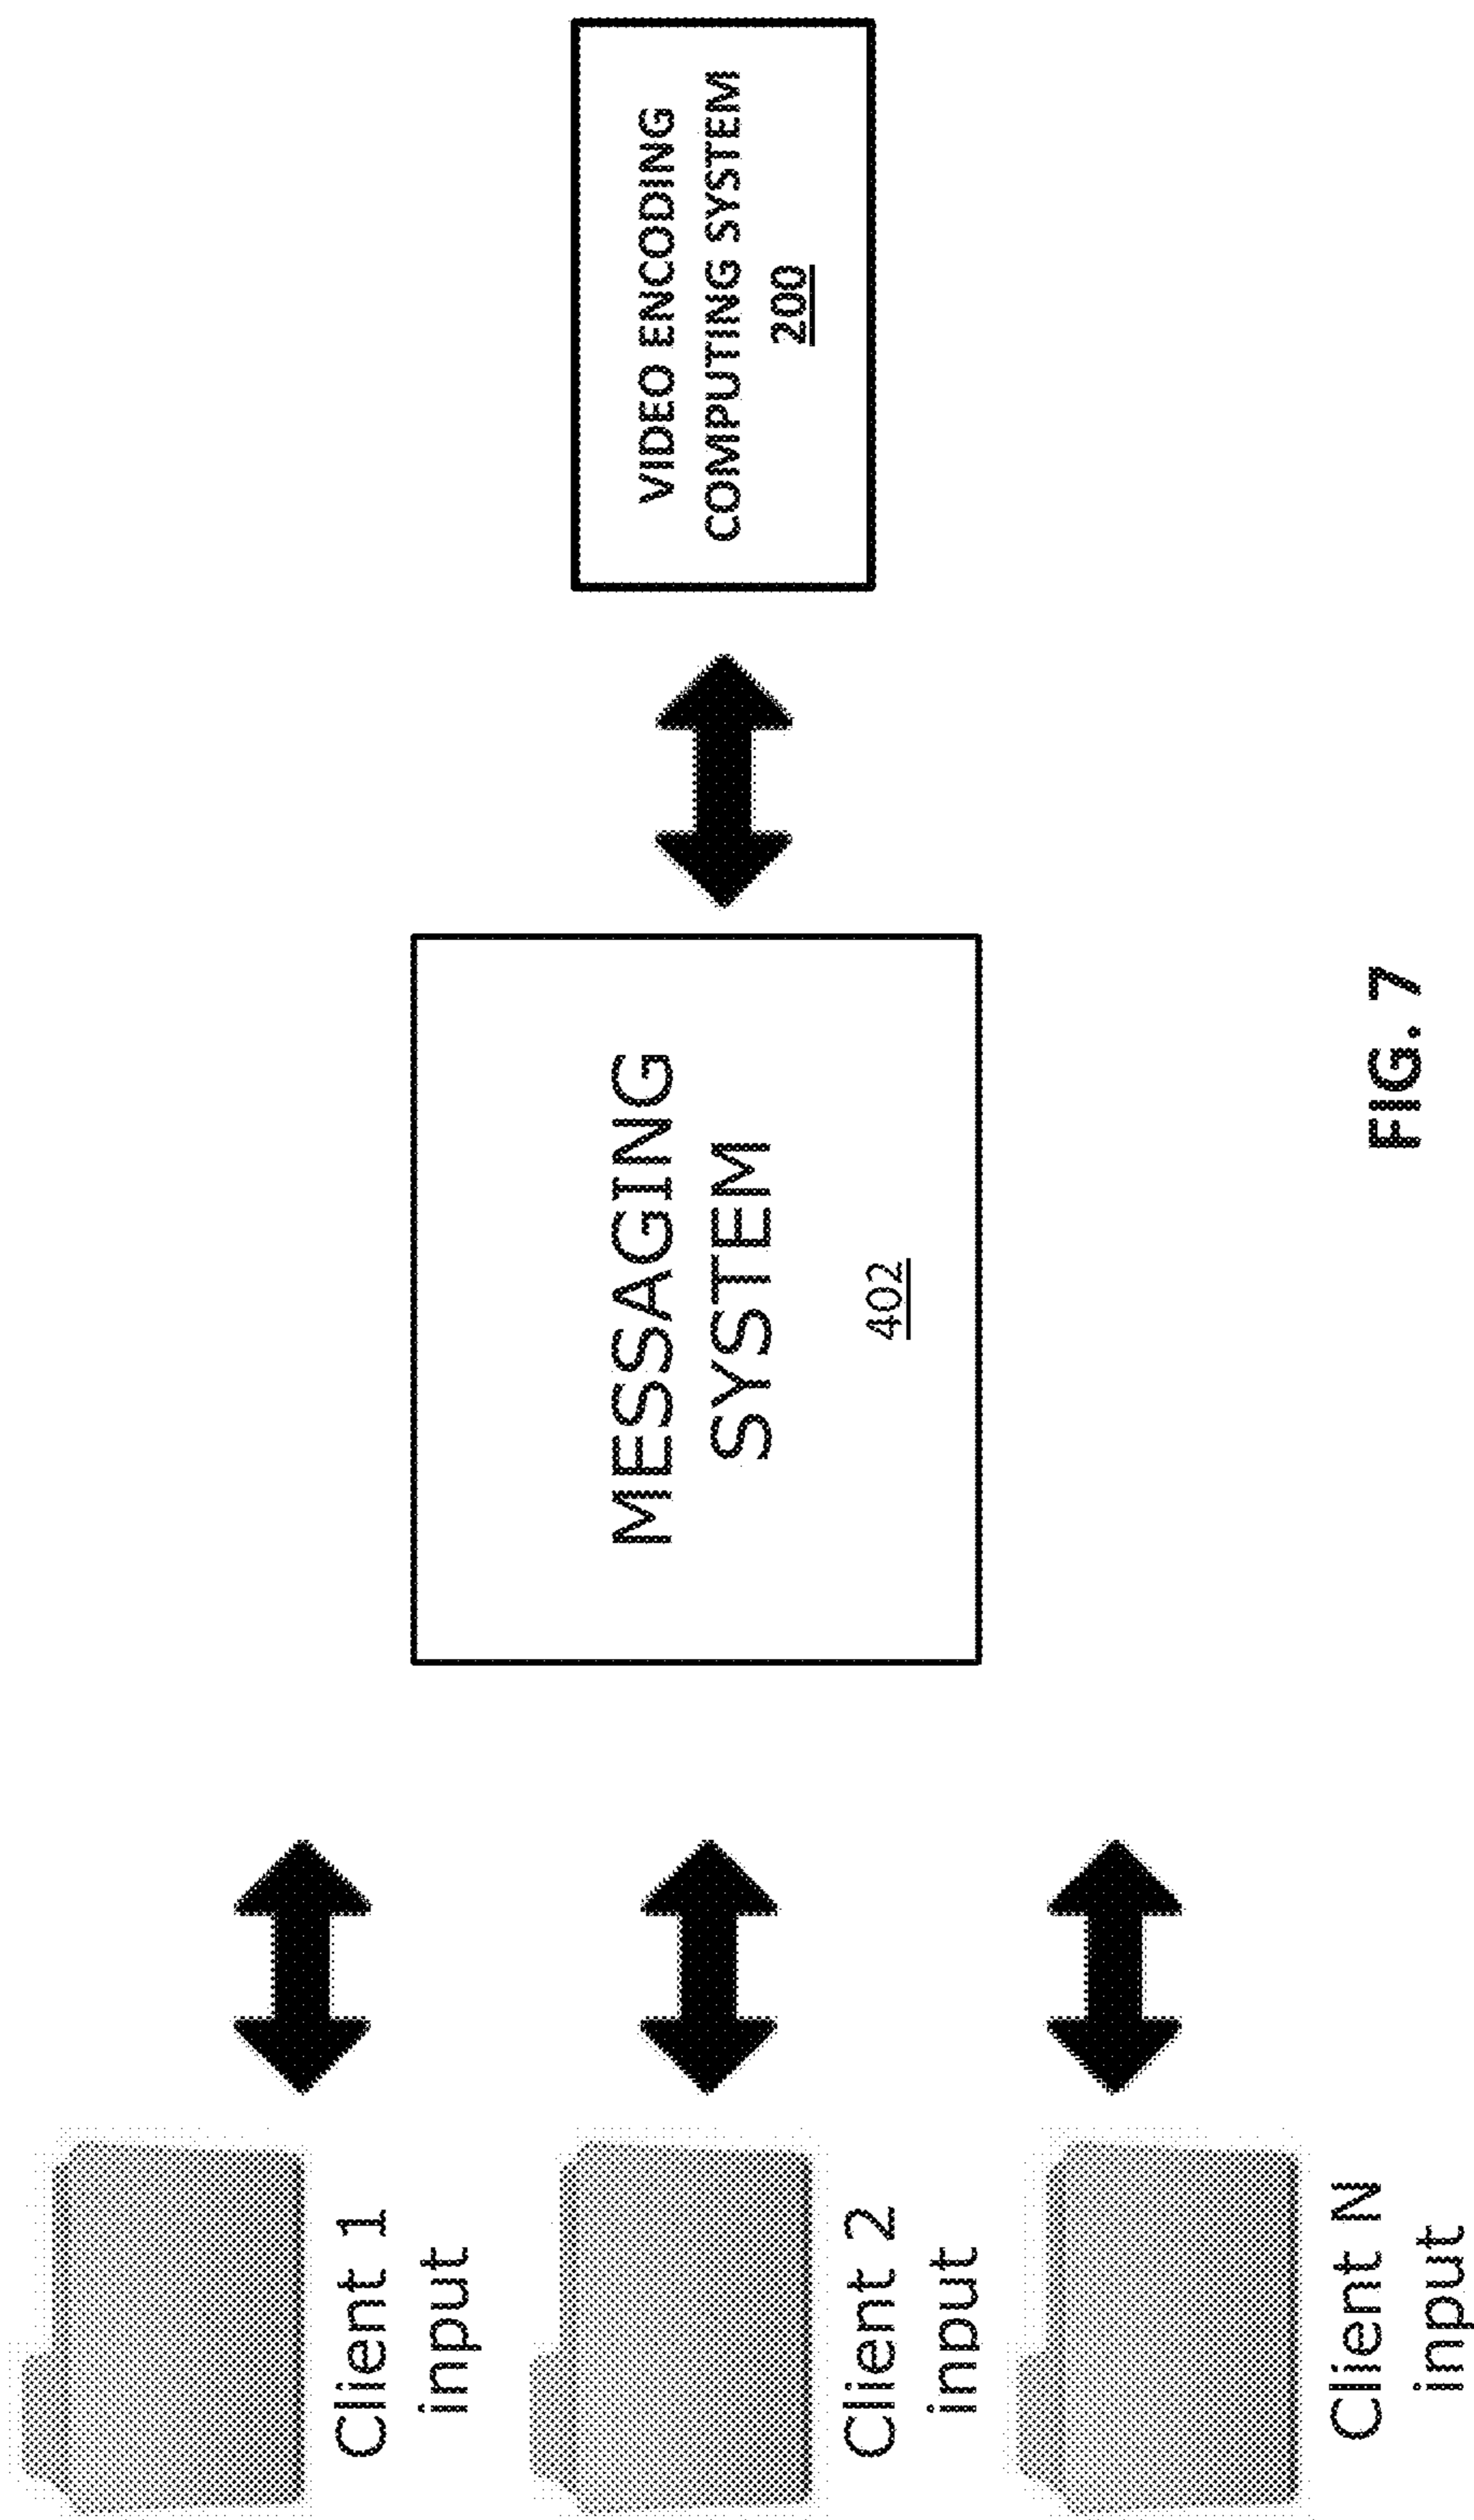 Client 1
input
Client 2
input
Client N
input
MESSAGING
SYSTEM
402
VIDEO ENCODING
COMPUTING SYSTEM
200
FIG. 7